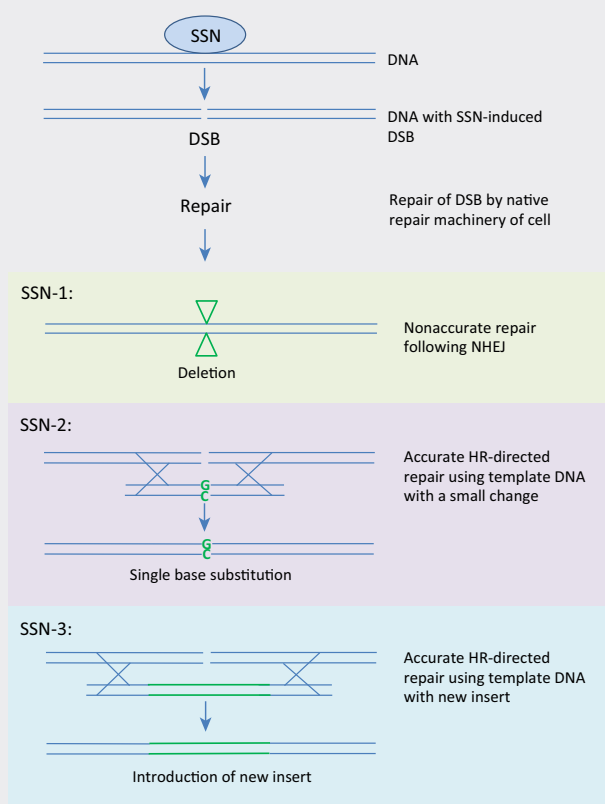 SSN
DNA
DNA with SSN-induced
DSB
DSB
Repair
Repair of DSB by native
repair machinery of cell
SSN-1:
Nonaccurate repair
following NHEJ
Deletion
SSN-2:
Accurate HR-directed
repair using template DNA
with a small change
G
C
G
C
Single base substitution
SSN-3:
Accurate HR-directed
repair using template DNA
with new insert
Introduction of new insert